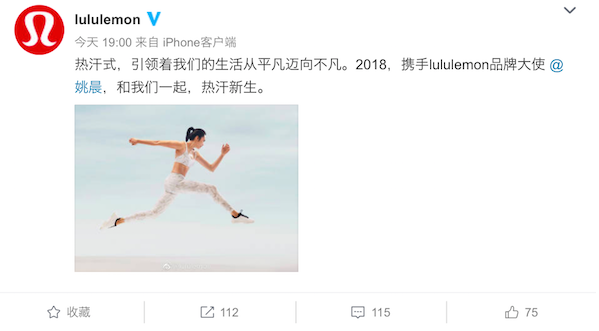 lululemon
今天 19:00 来自 iPhone客户端
热汗式，引领着我们的生活从平凡迈向不凡。2018，携手lululemon品牌大使 @
姚晨，和我们一起，热汗新生。
收藏
112
115
75